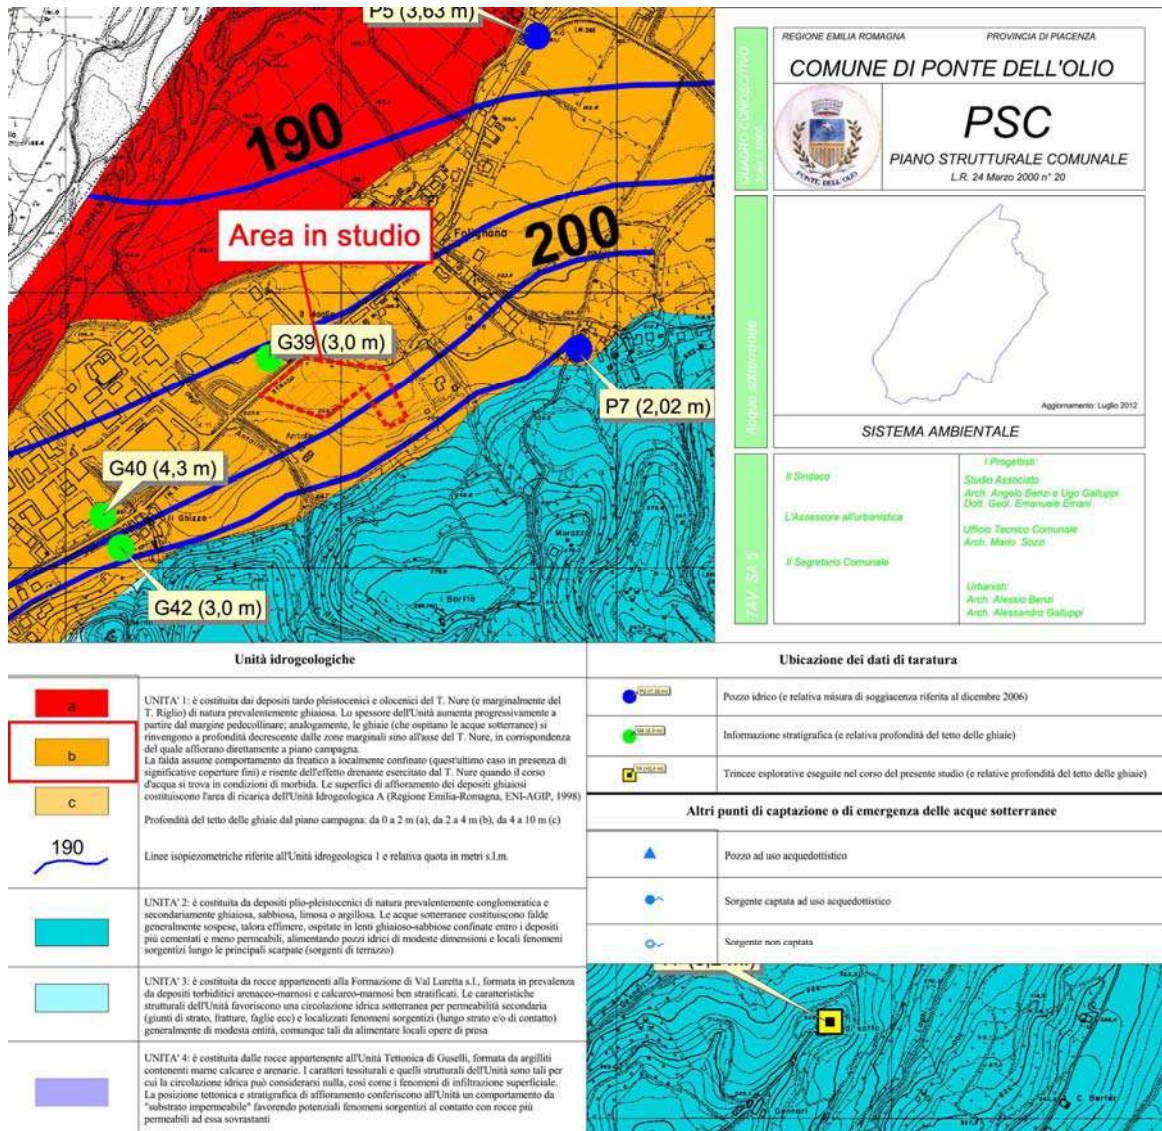 P5 (3,63 m)
190
Area in studio
Folignano
200
G39 (3,0 m)
STRADA
P7 (2,02 m)
G40 (4,3 m)
Il Ghizzo
Murazzo
i Bertio
G42 (3,0 m)
QUADRO CONOSCITIVO
REGIONE EMILIA ROMAGNA
PROVINCIA DI PIACENZA
COMUNE DI PONTE DELL'OLIO
PONTE DELL'OLIO
PSC
PIANO STRUTTURALE COMUNALE
L.R. 24 Marzo 2000 n° 20
Acque sotterranee
Aggiornamento: Luglio 2012
SISTEMA AMBIENTALE
TAV SA 5
Il Sindaco
L'Assessore all'urbanistica
Il Segretario Comunale
I Progettisti:
Studio Associato
Arch. Angelo Benzi e Ugo Galluppi
Dott. Geol. Emanuele Emani
Ufficio Tecnico Comunale
Arch. Mario Sozzi
Urbanisti:
Arch. Alessio Benzi
Arch. Alessandro Galluppi
Unità idrogeologiche
a
b
c
UNITA' 1: è costituita dai depositi tardo pleistocenici e olocenici del T. Nure (e marginalmente del
T. Riglio) di natura prevalentemente ghiaiosa. Lo spessore dell'Unità aumenta progressivamente a
partire dal margine pedecollinare; analogamente, le ghiaie (che ospitano le acque sotterranee) si
rinvengono a profondità decrescente dalle zone marginali sino all'asse del T. Nure, in corrispondenza
del quale affiorano direttamente a piano campagna.
La falda assume comportamento da freatico a localmente confinato (quest'ultimo caso in presenza di
significative coperture fini) e risente dell'effetto drenante esercitato dal T. Nure quando il corso
d'acqua si trova in condizioni di morbida. Le superfici di affioramento dei depositi ghiaiosi
costituiscono l'area di ricarica dell'Unità Idrogeologica A (Regione Emilia-Romagna, ENI-AGIP, 1998)
Profondità del tetto delle ghiaie dal piano campagna: da 0 a 2 m (a), da 2 a 4 m (b), da 4 a 10 m (c)
190
Linee isopiezometriche riferite all'Unità idrogeologica 1 e relativa quota in metri s.l.m.
UNITA' 2: è costituita da depositi plio-pleistocenici di natura prevalentemente conglomeratica e
secondariamente ghiaiosa, sabbiosa, limosa o argillosa. Le acque sotterranee costituiscono falde
generalmente sospese, talora effimere, ospitate in lenti ghiaioso-sabbiose confinate entro i depositi
più cementati e meno permeabili, alimentando pozzi idrici di modeste dimensioni e locali fenomeni
sorgentizi lungo le principali scarpate (sorgenti di terrazzo)
UNITA' 3: è costituita da rocce appartenenti alla Formazione di Val Luretta s.l., formata in prevalenza
da depositi torbiditici arenaceo-marnosi e calcareo-marnosi ben stratificati. Le caratteristiche
strutturali dell'Unità favoriscono una circolazione idrica sotterranea per permeabilità secondaria
(giunti di strato, fratture, faglie ecc) e localizzati fenomeni sorgentizi (lungo strato e/o di contatto)
generalmente di modesta entità, comunque tali da alimentare locali opere di presa
UNITA' 4: è costituita dalle rocce appartenente all'Unità Tettonica di Guselli, formata da argilliti
contenenti marne calcaree e arenarie. I caratteri tessiturali e quelli strutturali dell'Unità sono tali per
cui la circolazione idrica può considerarsi nulla, così come i fenomeni di infiltrazione superficiale.
La posizione tettonica e stratigrafica di affioramento conferiscono all'Unità un comportamento da
"substrato impermeabile" favorendo potenziali fenomeni sorgentizi al contatto con rocce più
permeabili ad essa sovrastanti
Ubicazione dei dati di taratura
Pozzo idrico (e relativa misura di soggiacenza riferita al dicembre 2006)
Informazione stratigrafica (e relativa profondità del tetto delle ghiaie)
Trincee esplorative eseguite nel corso del presente studio (e relative profondità del tetto delle ghiaie)
Altri punti di captazione o di emergenza delle acque sotterranee
Pozzo ad uso acquedottistico
Sorgente captata ad uso acquedottistico
Sorgente non captata
di sotto
Gennari
C. Berter